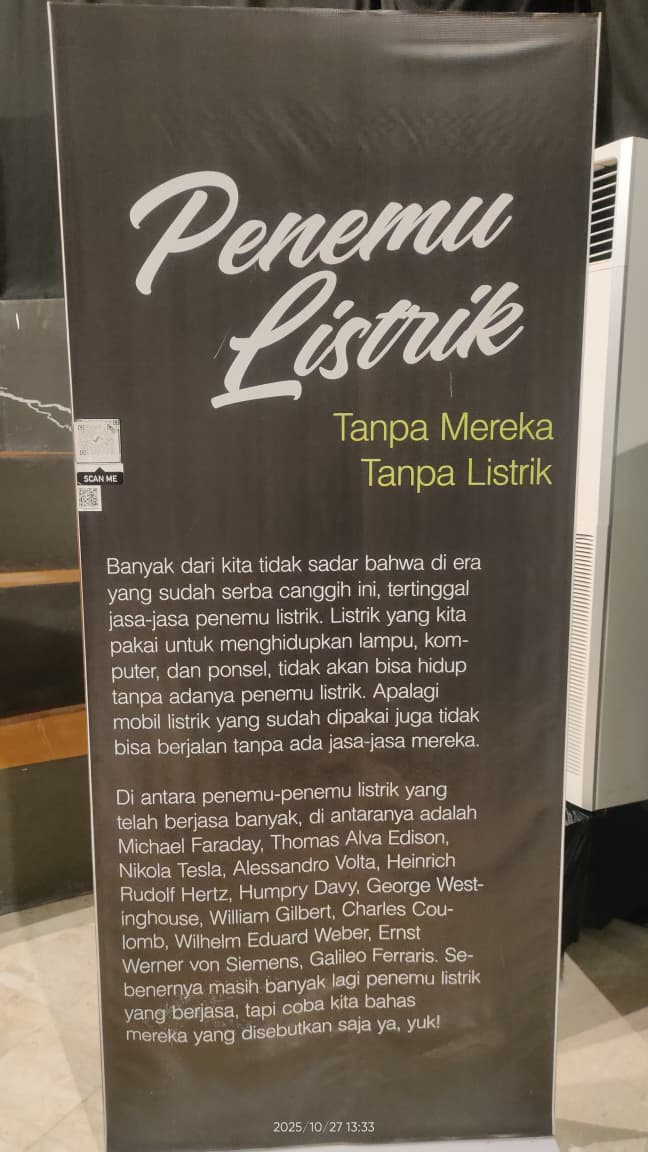 Penemu
Listrik
Tanpa Mereka
Tanpa Listrik
SCAN ME
Banyak dari kita tidak sadar bahwa di era
yang sudah serba canggih ini, tertinggal
jasa-jasa penemu listrik. Listrik yang kita
pakai untuk menghidupkan lampu, kom-
puter, dan ponsel, tidak akan bisa hidup
tanpa adanya penemu listrik. Apalagi
mobil listrik yang sudah dipakai juga tidak
bisa berjalan tanpa ada jasa-jasa mereka.
Di antara penemu-penemu listrik yang
telah berjasa banyak, di antaranya adalah
Michael Faraday, Thomas Alva Edison,
Nikola Tesla, Alessandro Volta, Heinrich
Rudolf Hertz, Humpry Davy, George West-
inghouse, William Gilbert, Charles Cou-
lomb, Wilhelm Eduard Weber, Ernst
Werner von Siemens, Galileo Ferraris. Se-
benernya masih banyak lagi penemu listrik
yang berjasa, tapi coba kita bahas
mereka yang disebutkan saja ya, yuk!
2025/10/27 13:33